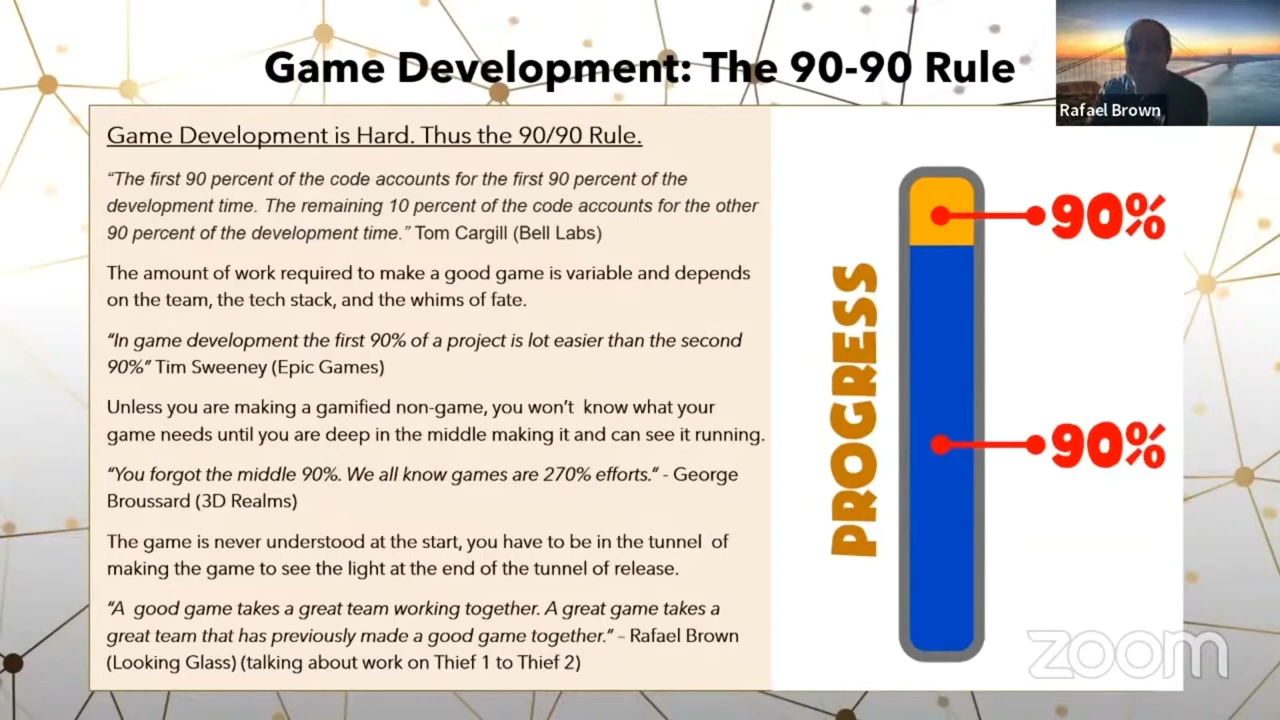 Game Development: The 90-90 Rule
Rafael Brown
Game Development is Hard. Thus the 90/90 Rule.
“The first 90 percent of the code accounts for the first 90 percent of the
development time. The remaining 10 percent of the code accounts for the other
90 percent of the development time.” Tom Cargill (Bell Labs)
The amount of work required to make a good game is variable and depends
on the team, the tech stack, and the whims of fate.
“In game development the first 90% of a project is lot easier than the second
90%” Tim Sweeney (Epic Games)
Unless you are making a gamified non-game, you won’t know what your
game needs until you are deep in the middle making it and can see it running.
“You forgot the middle 90%. We all know games are 270% efforts.” - George
Broussard (3D Realms)
The game is never understood at the start, you have to be in the tunnel of
making the game to see the light at the end of the tunnel of release.
“A good game takes a great team working together. A great game takes a
great team that has previously made a good game together.” – Rafael Brown
(Looking Glass) (talking about work on Thief 1 to Thief 2)
PROGRESS
90%
90%
zoom